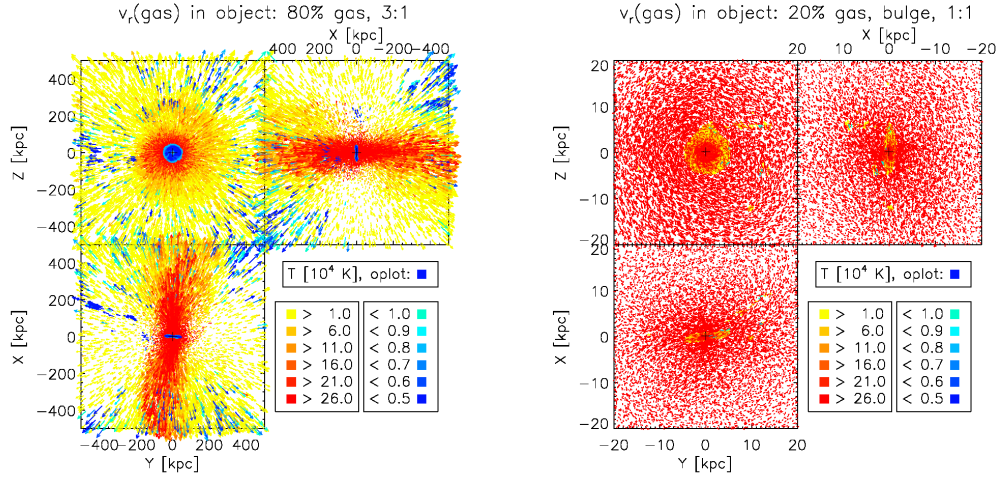 v_r(gas) in object: 80% gas, 3:1
X [kpc]
400 200 0 -200 -400
400
200
0
-200
-400
Z [kpc]
400
200
0
-200
-400
X [kpc]
-400 -200 0 200 400
Y [kpc]
T [10^4 K], oplot:
> 1.0 < 1.0
> 6.0 < 0.9
> 11.0 < 0.8
> 16.0 < 0.7
> 21.0 < 0.6
> 26.0 < 0.5
v_r(gas) in object: 20% gas, bulge, 1:1
X [kpc]
20 10 0 -10 -20
20
10
0
-10
-20
Z [kpc]
20
10
0
-10
-20
X [kpc]
-20 -10 0 10 20
Y [kpc]
T [10^4 K], oplot:
> 1.0 < 1.0
> 6.0 < 0.9
> 11.0 < 0.8
> 16.0 < 0.7
> 21.0 < 0.6
> 26.0 < 0.5